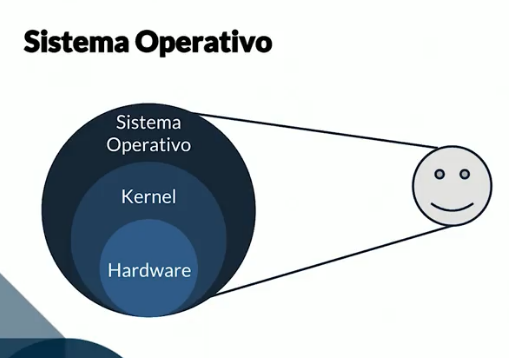 Sistema Operativo
Sistema
Operativo
Kernel
Hardware